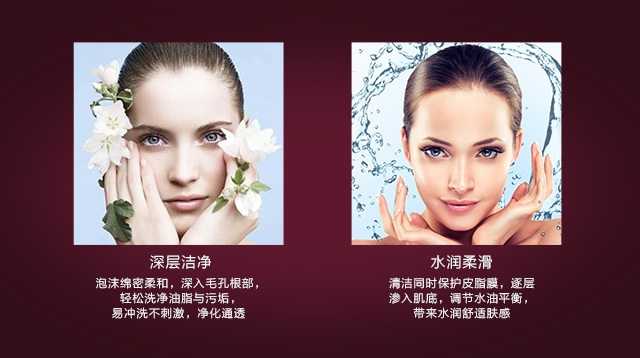 深层洁净
泡沫绵密柔和，深入毛孔根部，
轻松洗净油脂与污垢，
易冲洗不刺激，净化通透
水润柔滑
清洁同时保护皮脂膜，逐层
渗入肌底，调节水油平衡，
带来水润舒适肤感